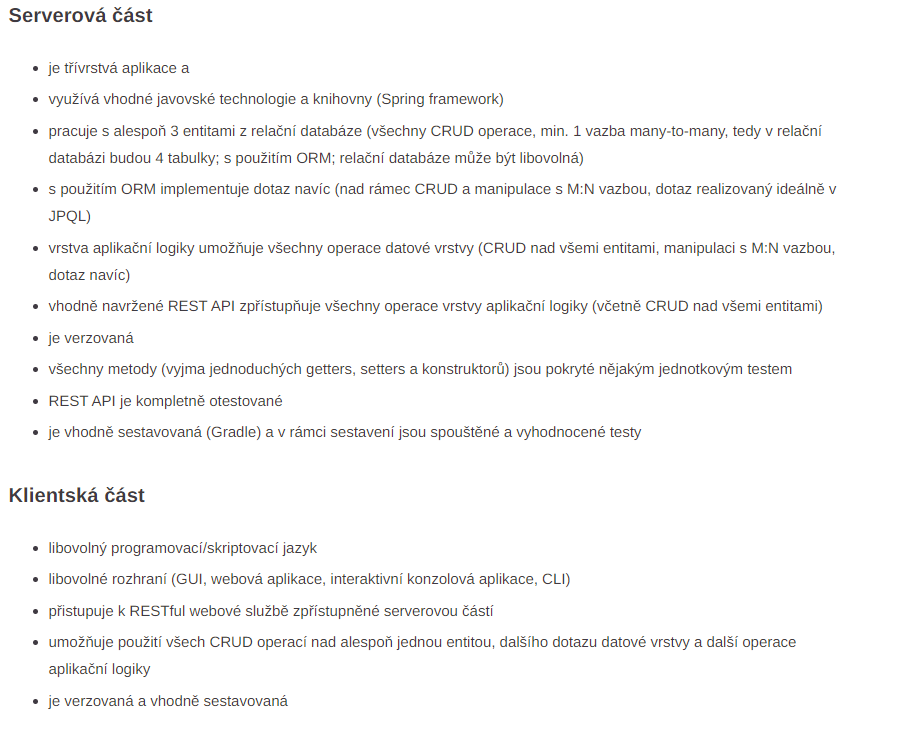 Serverová část
• je třívrstvá aplikace a
• využívá vhodné javovské technologie a knihovny (Spring framework)
• pracuje s alespoň 3 entitami z relační databáze (všechny CRUD operace, min. 1 vazba many-to-many, tedy v relační
databázi budou 4 tabulky; s použitím ORM; relační databáze může být libovolná)
• s použitím ORM implementuje dotaz navíc (nad rámec CRUD a manipulace s M:N vazbou, dotaz realizovaný ideálně v
JPQL)
• vrstva aplikační logiky umožňuje všechny operace datové vrstvy (CRUD nad všemi entitami, manipulaci s M:N vazbou,
dotaz navíc)
• vhodně navržené REST API zpřístupňuje všechny operace vrstvy aplikační logiky (včetně CRUD nad všemi entitami)
• je verzovaná
• všechny metody (vyjma jednoduchých getters, setters a konstruktorů) jsou pokryté nějakým jednotkovým testem
• REST API je kompletně otestované
• je vhodně sestavovaná (Gradle) a v rámci sestavení jsou spouštěné a vyhodnocené testy
Klientská část
• libovolný programovací/skriptovací jazyk
• libovolné rozhraní (GUI, webová aplikace, interaktivní konzolová aplikace, CLI)
• přistupuje k RESTful webové službě zpřístupněné serverovou částí
• umožňuje použití všech CRUD operací nad alespoň jednou entitou, dalšího dotazu datové vrstvy a další operace
aplikační logiky
• je verzovaná a vhodně sestavovaná